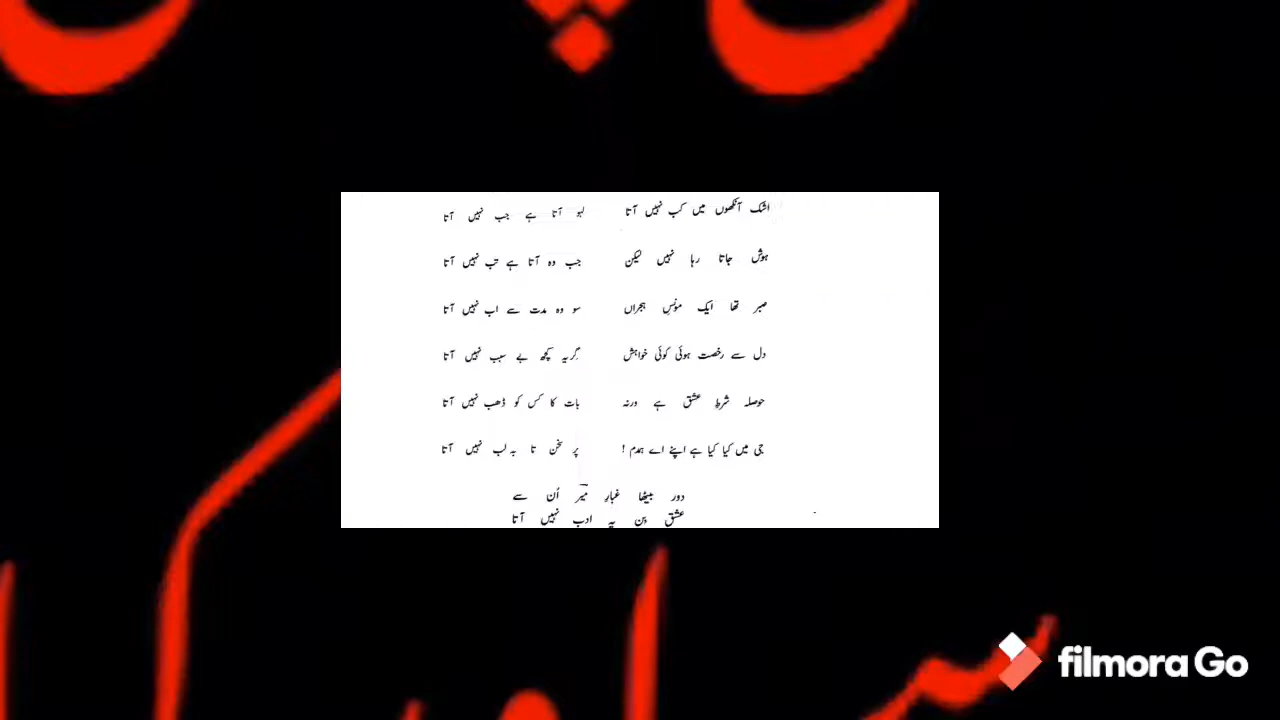 اشک آنکھوں میں کب نہیں آتا لہو آتا ہے جب نہیں آتا
ہوش جاتا رہا نہیں لیکن جب وہ آتا ہے تب نہیں آتا
صبر تھا ایک مؤنسِ ہجراں سو وہ مدت سے اب نہیں آتا
دل سے رخصت ہوئی کوئی خواہش گریہ کچھ بے سبب نہیں آتا
حوصلہ شرطِ عشق ہے ورنہ بات کا کس کو ڈھب نہیں آتا
جی میں کیا کیا ہے اپنے اے ہمدم ! پر سخن تا بہ لب نہیں آتا
دور بیٹھا غبارِ میر اُن سے
عشق بِن یہ ادب نہیں آتا
filmora Go